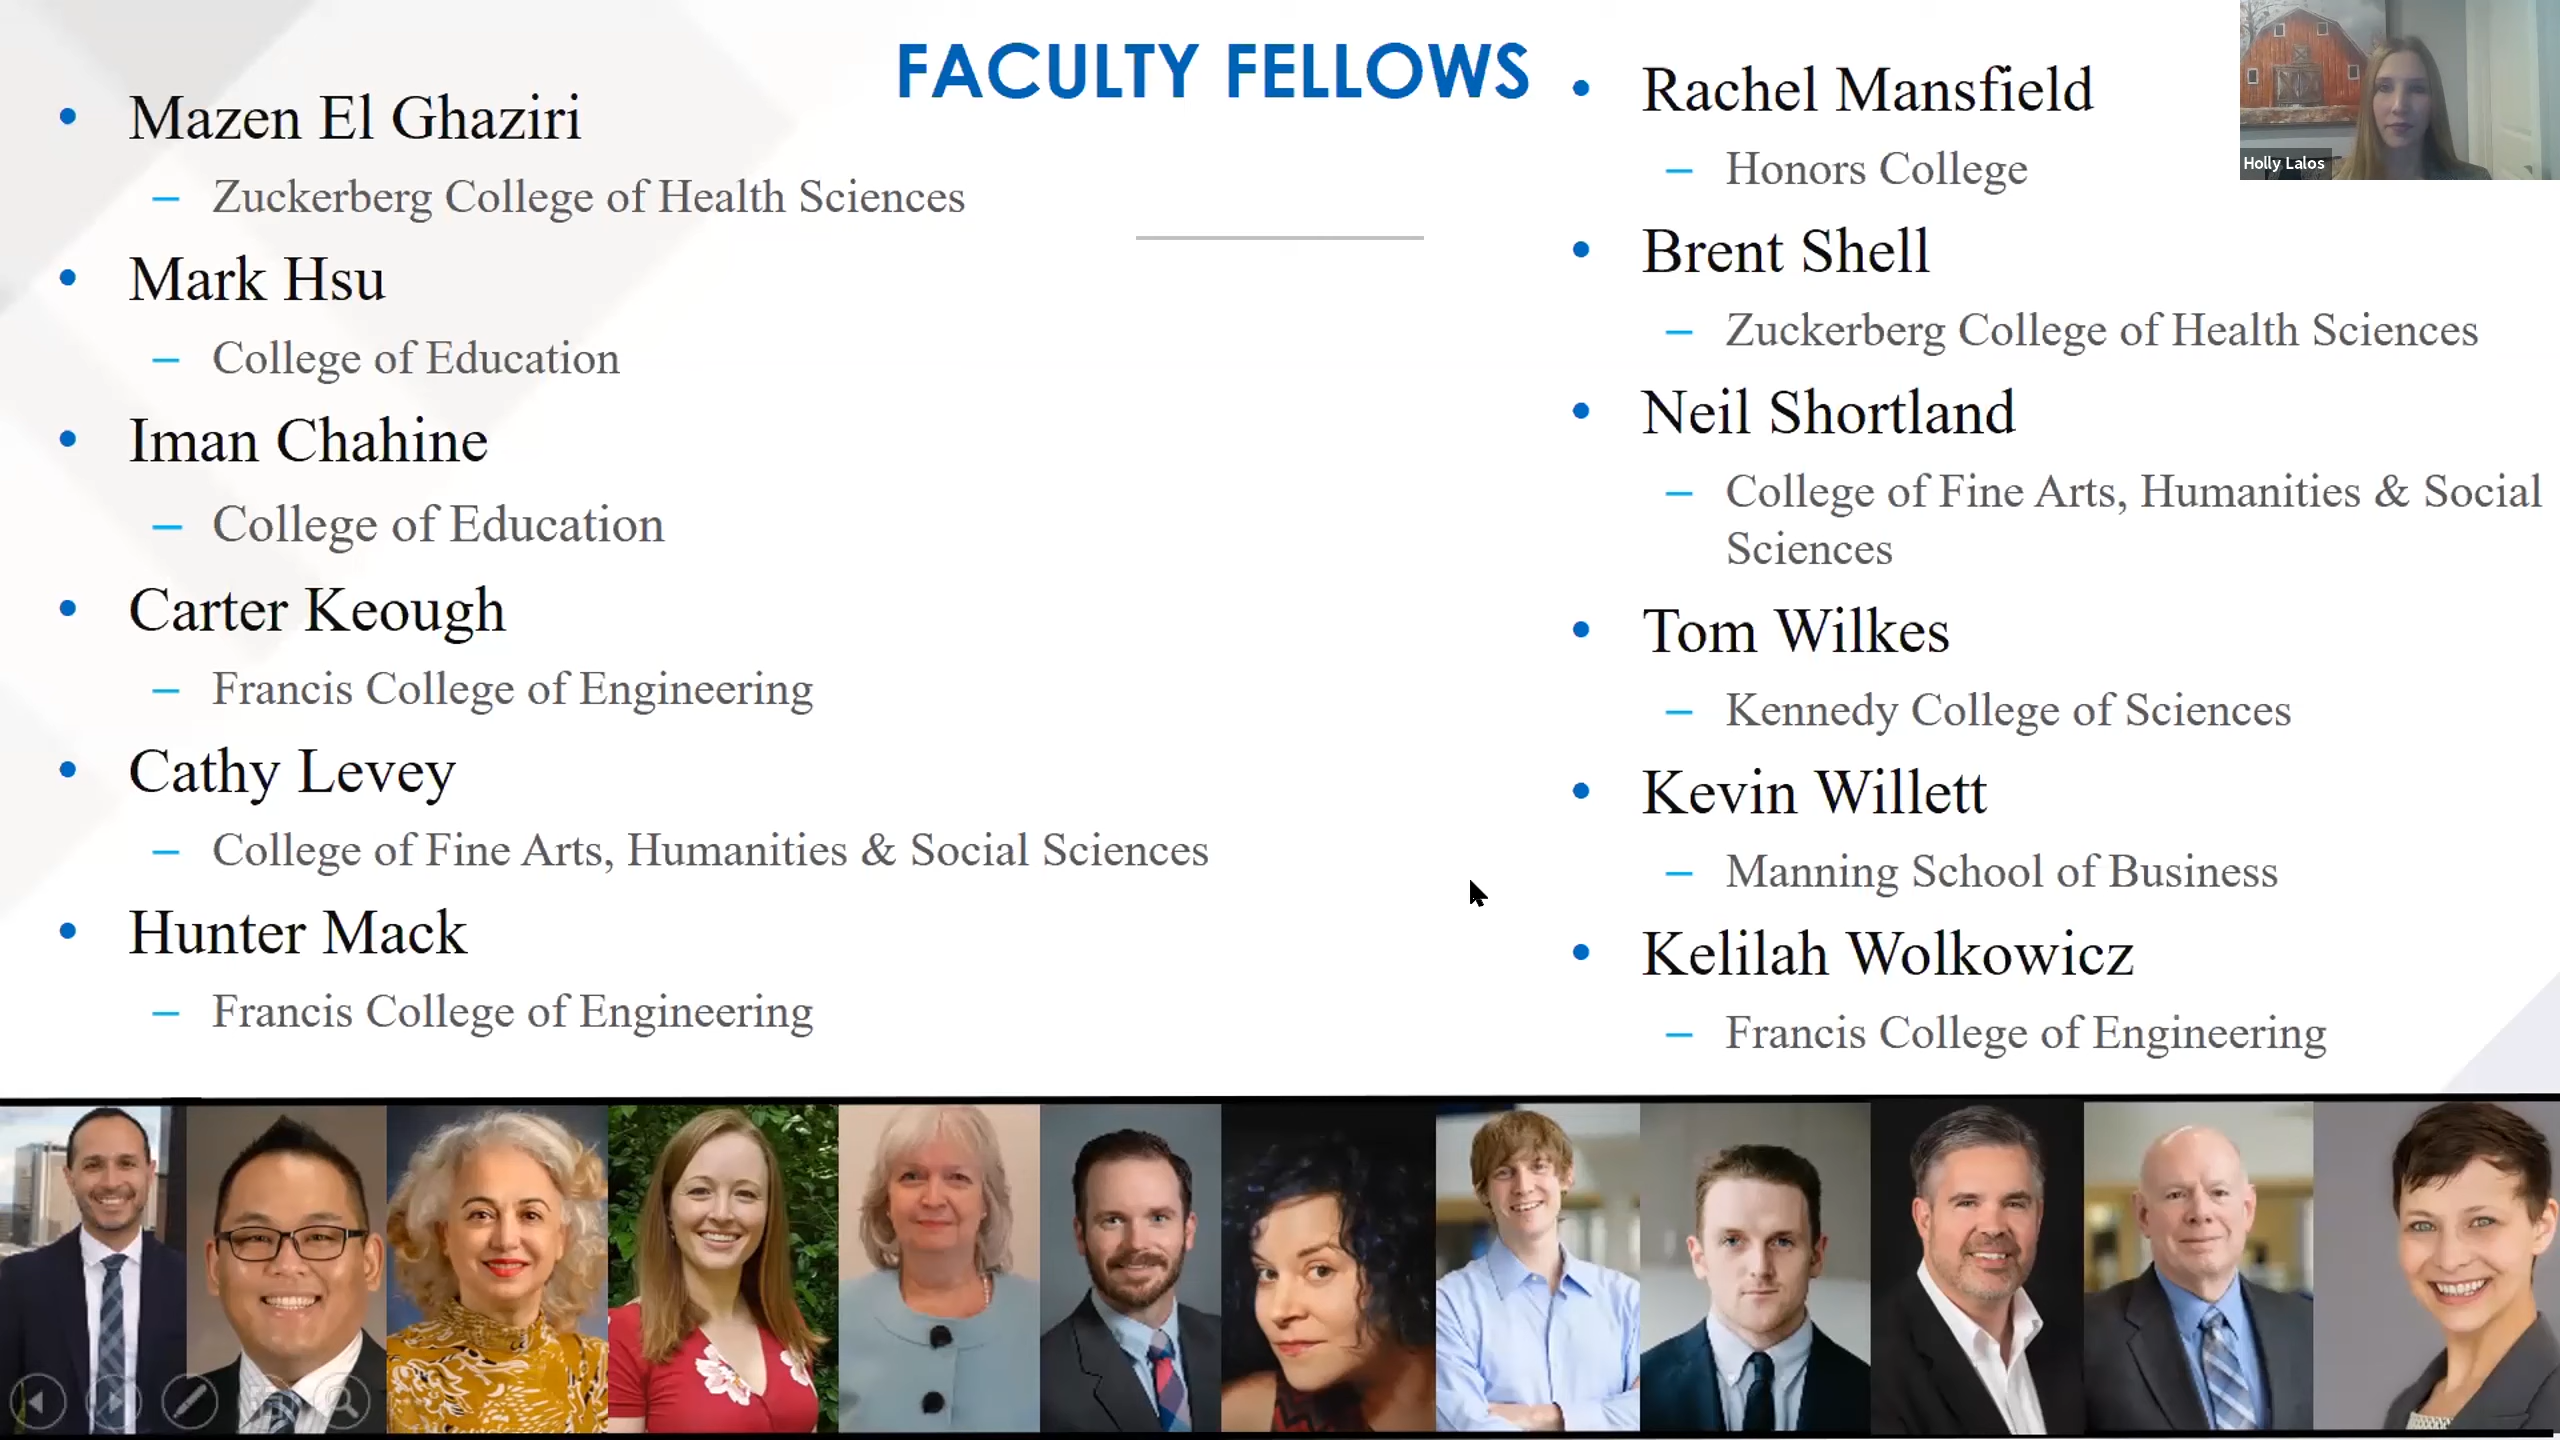 FACULTY FELLOWS
• Mazen El Ghaziri
– Zuckerberg College of Health Sciences
• Mark Hsu
– College of Education
• Iman Chahine
– College of Education
• Carter Keough
– Francis College of Engineering
• Cathy Levey
– College of Fine Arts, Humanities & Social Sciences
• Hunter Mack
– Francis College of Engineering
• Rachel Mansfield
– Honors College
• Brent Shell
– Zuckerberg College of Health Sciences
• Neil Shortland
– College of Fine Arts, Humanities & Social
Sciences
• Tom Wilkes
– Kennedy College of Sciences
• Kevin Willett
– Manning School of Business
• Kelilah Wolkowicz
– Francis College of Engineering
Holly Lalos